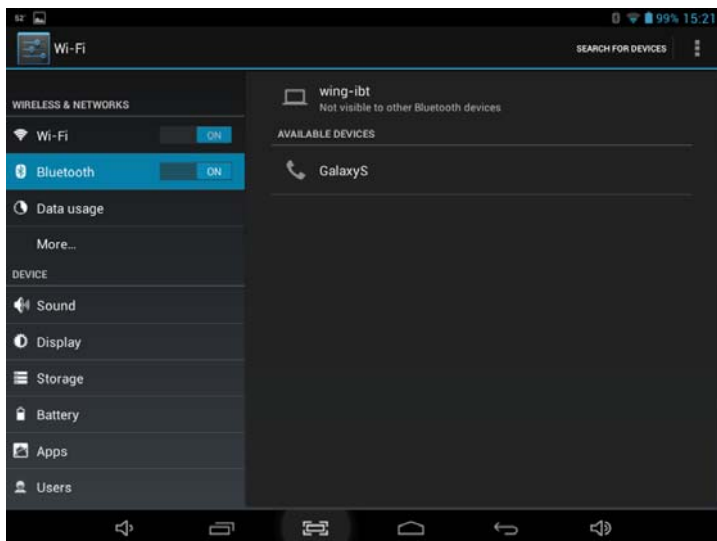 52°
99% 15:21
Wi-Fi
SEARCH FOR DEVICES
WIRELESS & NETWORKS
Wi-Fi ON
Bluetooth ON
Data usage
More...
DEVICE
Sound
Display
Storage
Battery
Apps
Users
wing-ibt
Not visible to other Bluetooth devices
AVAILABLE DEVICES
GalaxyS